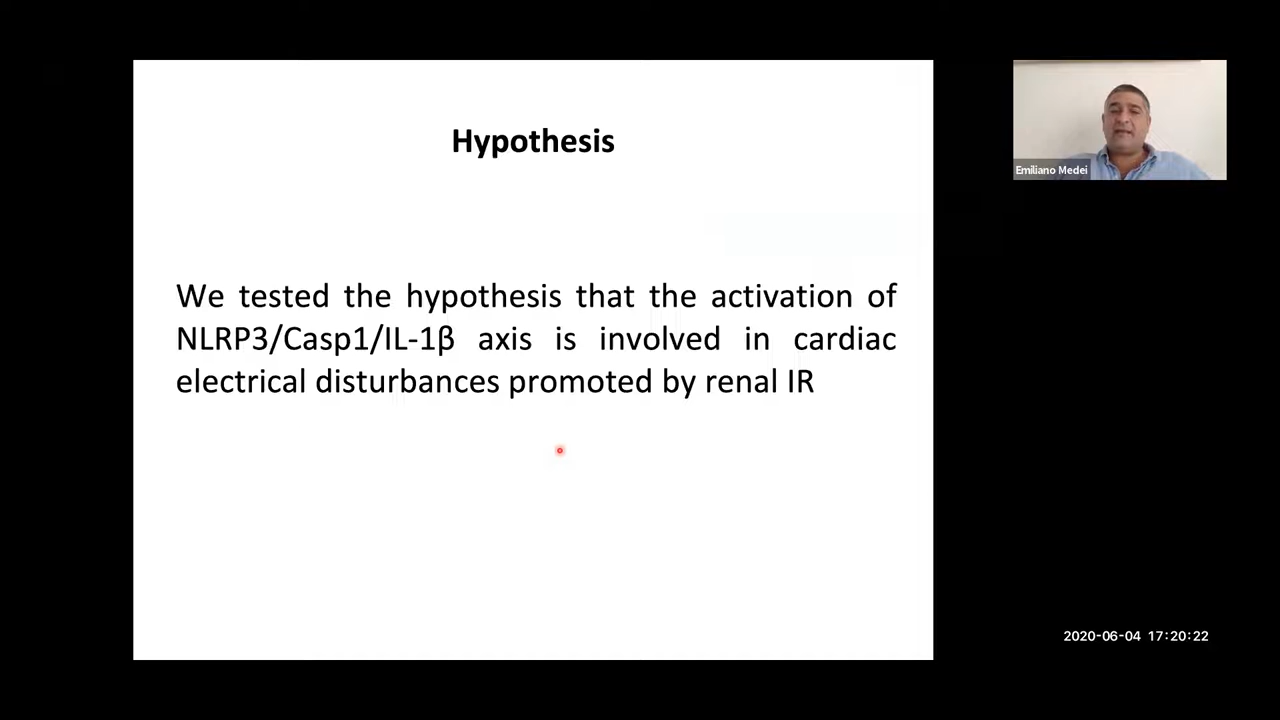 Hypothesis
Emiliano Medei
We tested the hypothesis that the activation of
NLRP3/Casp1/IL-1β axis is involved in cardiac
electrical disturbances promoted by renal IR
2020-06-04 17:20:22